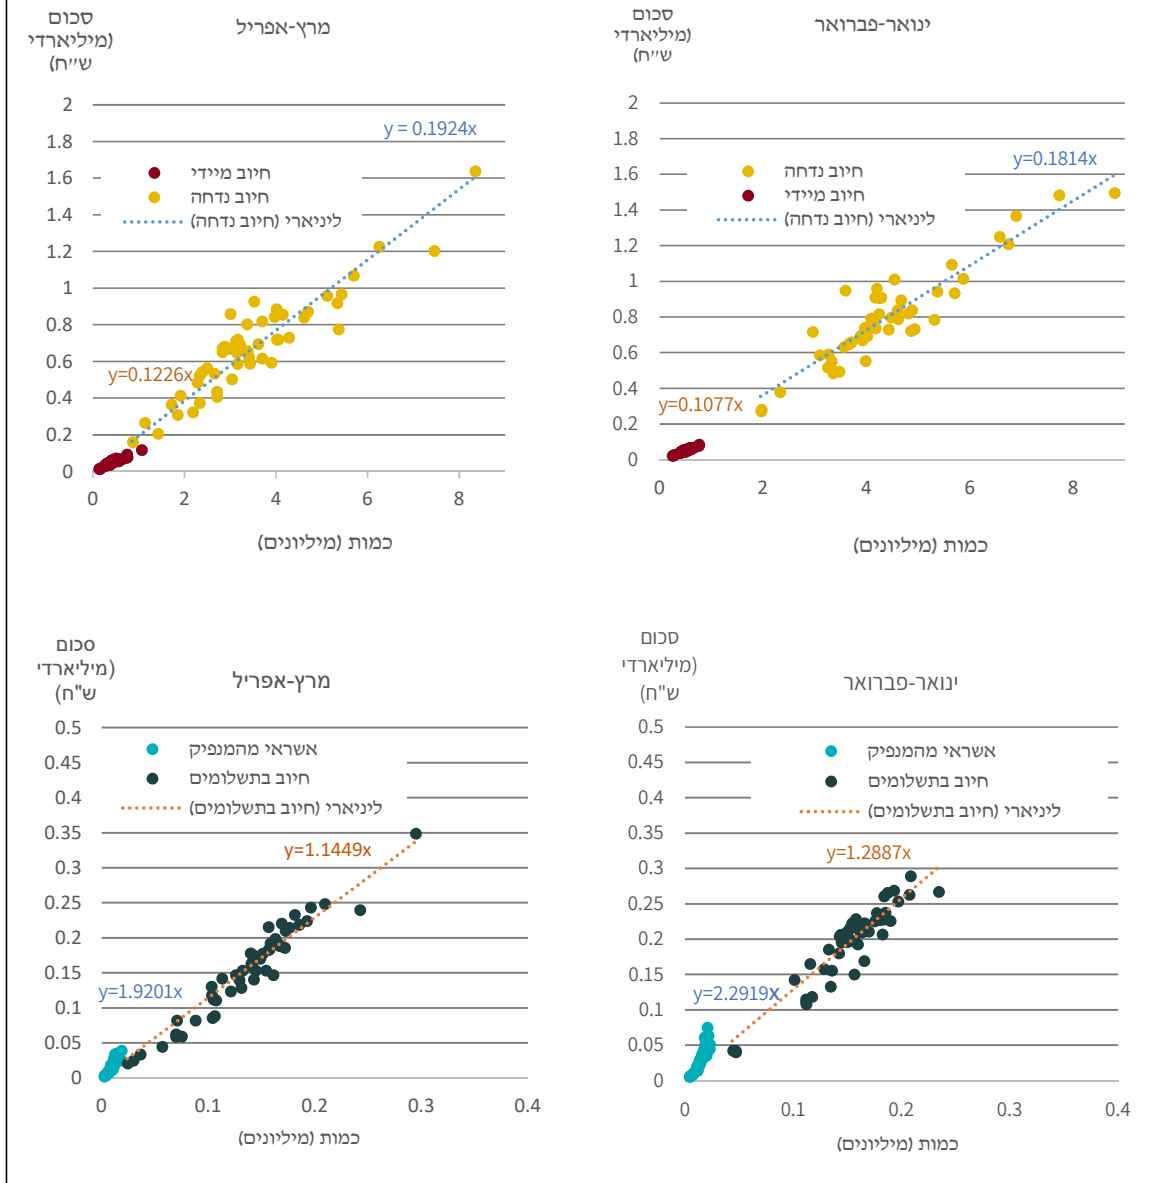 ינואר-פברואר
סכום
(מיליארדי
ש״ח)
2
1.8
1.6
1.4
1.2
1
0.8
0.6
0.4
0.2
0
y=0.1814x
חיוב נדחה
חיוב מיידי
ליניארי (חיוב נדחה)
y=0.1077x
0 2 4 6 8
כמות (מיליונים)
מרץ-אפריל
סכום
(מיליארדי
ש״ח)
2
1.8
1.6
1.4
1.2
1
0.8
0.6
0.4
0.2
0
y = 0.1924x
חיוב מיידי
חיוב נדחה
ליניארי (חיוב נדחה)
y=0.1226x
0 2 4 6 8
כמות (מיליונים)
ינואר-פברואר
סכום
(מיליארדי
ש"ח)
0.5
0.45
0.4
0.35
0.3
0.25
0.2
0.15
0.1
0.05
0
אשראי מהמנפיק
חיוב בתשלומים
ליניארי (חיוב בתשלומים)
y=1.2887x
y=2.2919x
0 0.1 0.2 0.3 0.4
כמות (מיליונים)
מרץ-אפריל
סכום
(מיליארדי
ש"ח)
0.5
0.45
0.4
0.35
0.3
0.25
0.2
0.15
0.1
0.05
0
אשראי מהמנפיק
חיוב בתשלומים
ליניארי (חיוב בתשלומים)
y=1.1449x
y=1.9201x
0 0.1 0.2 0.3 0.4
כמות (מיליונים)